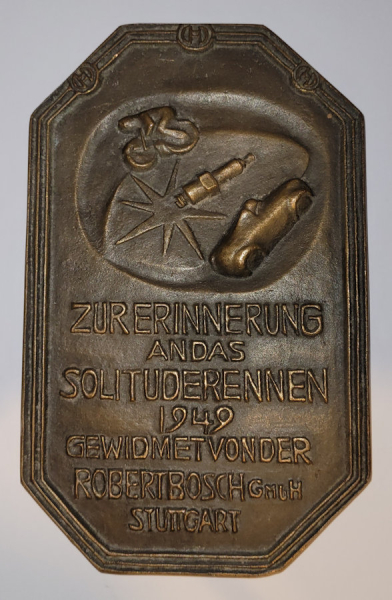 ZUR ERINNERUNG
AN DAS
SOLITUDERENNEN
1949
GEWIDMET VON DER
ROBERT BOSCH GmbH
STUTTGART